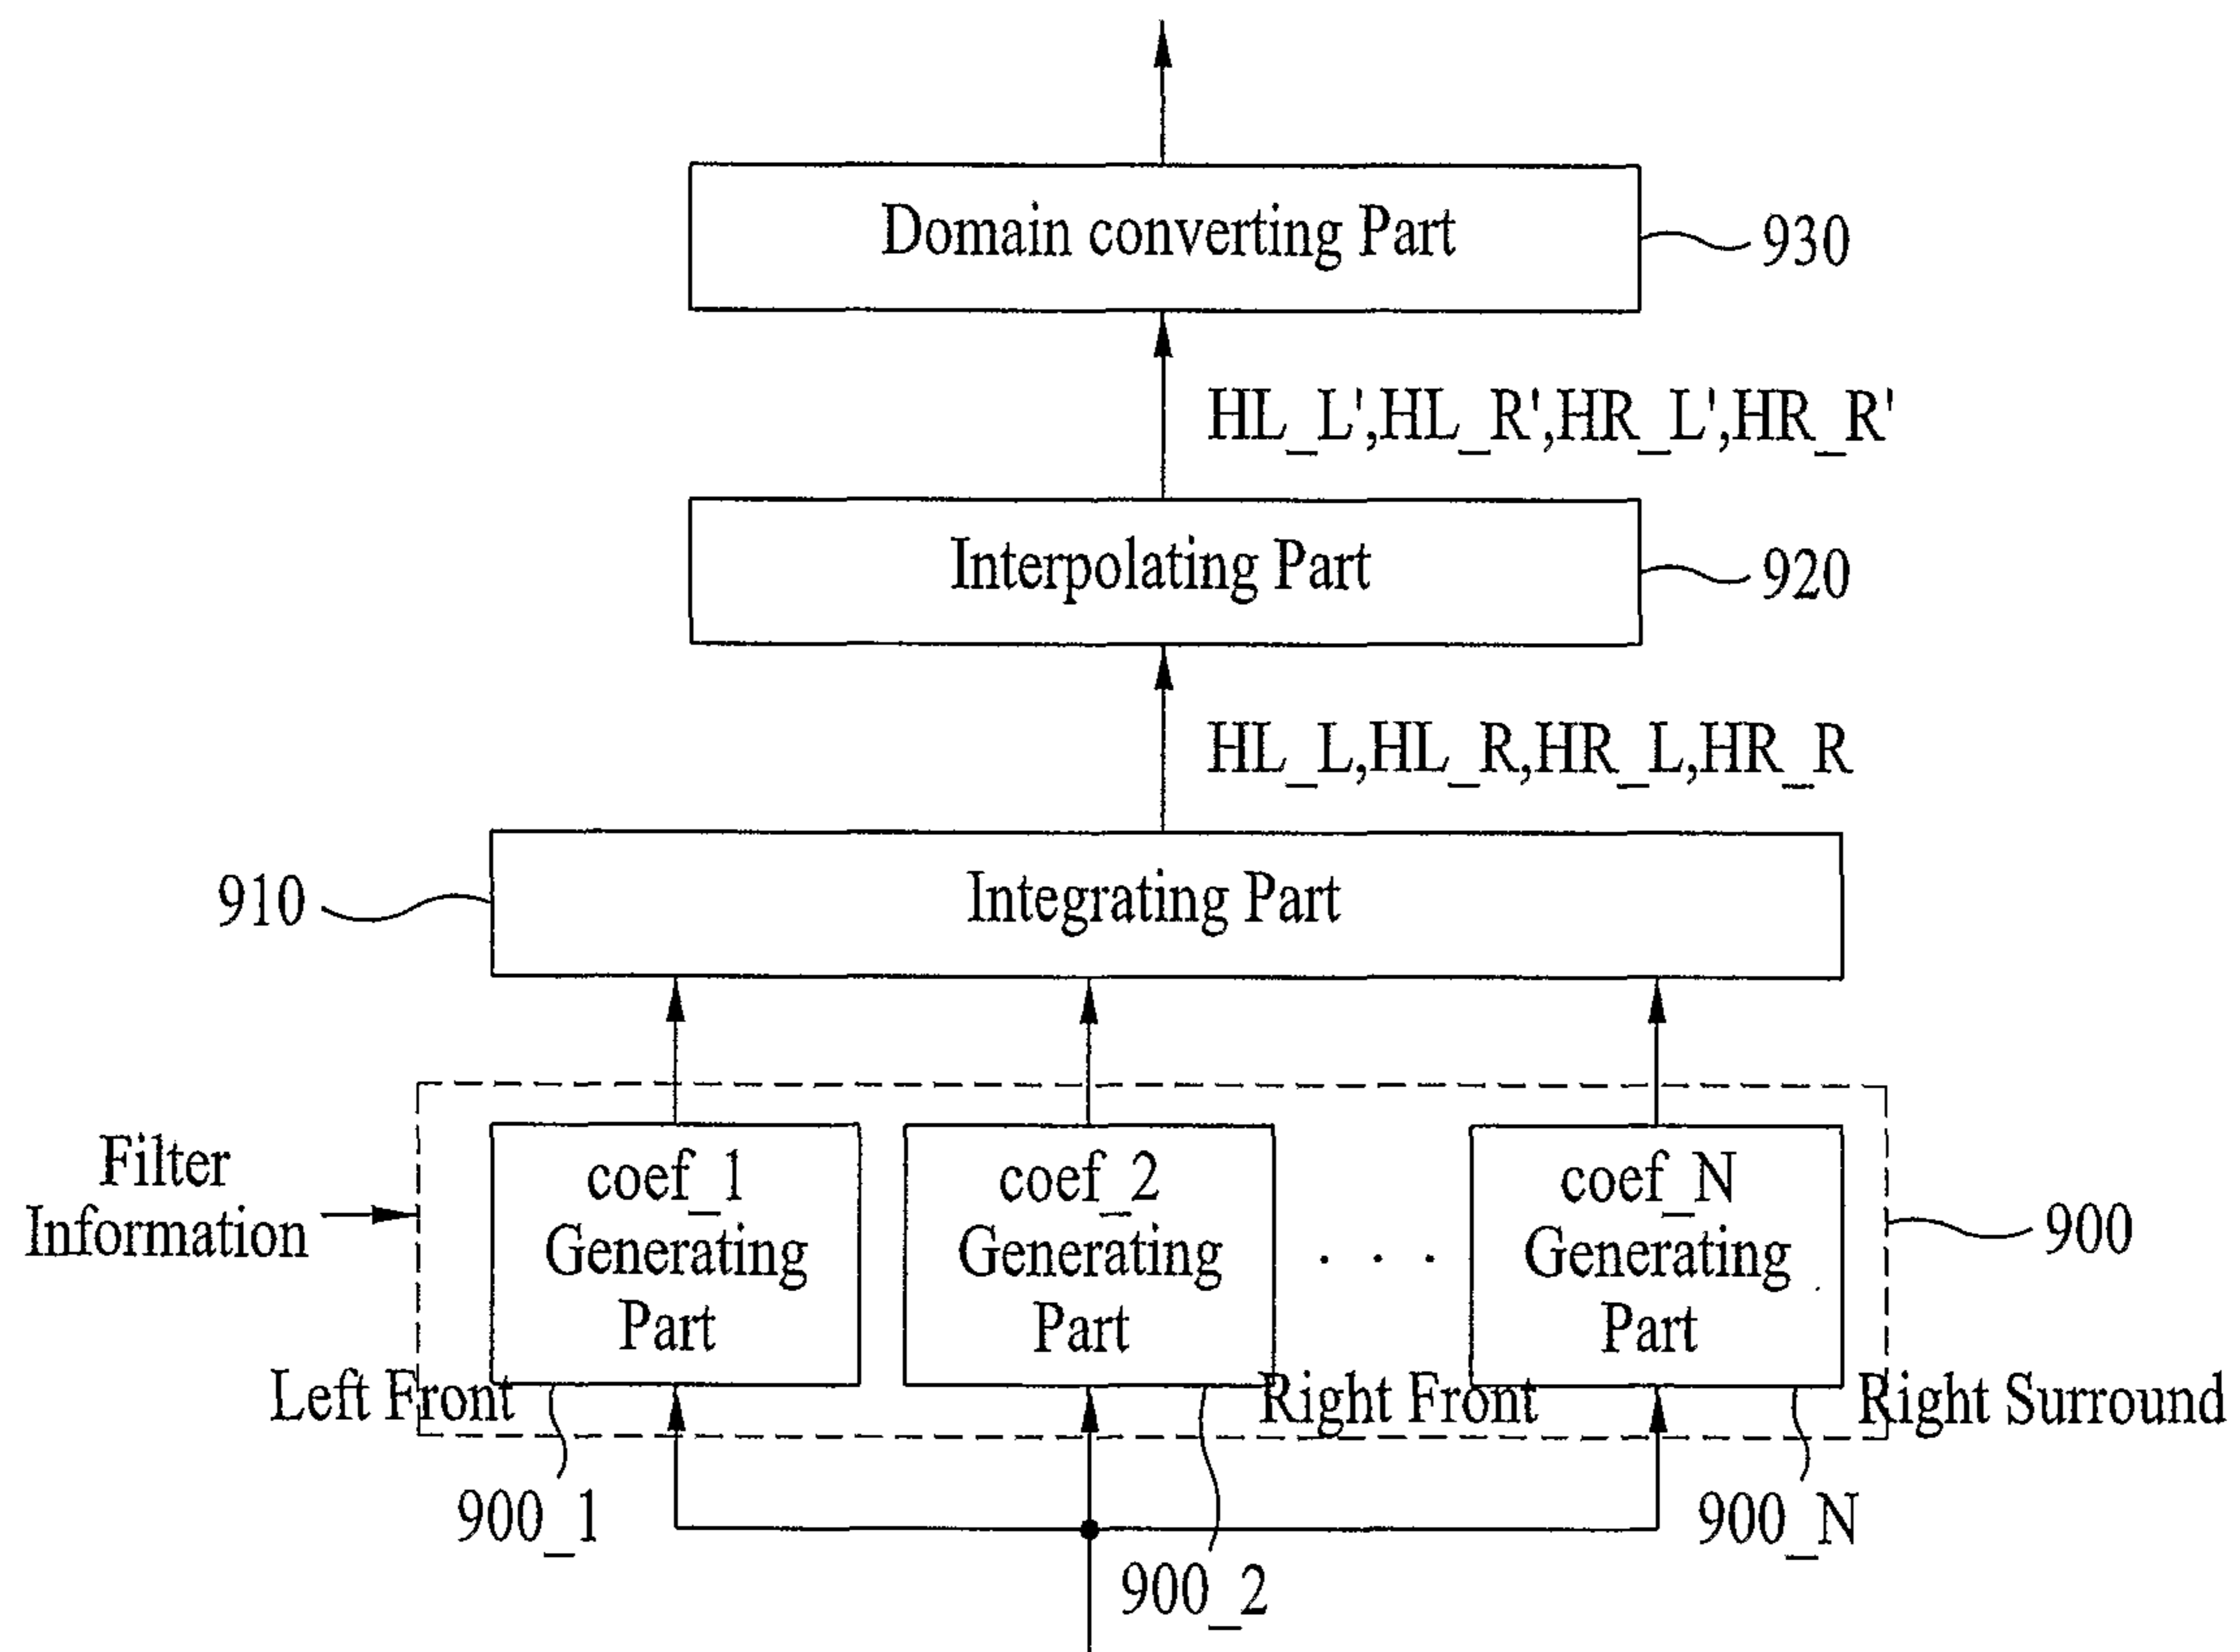 Domain converting Part
930
HL_L',HL_R',HR_L',HR_R'
Interpolating Part
920
HL_L,HL_R,HR_L,HR_R
910
Integrating Part
Filter
Information
coef_1
Generating
Part
coef_2
Generating
Part
. . .
coef_N
Generating
Part
900
Left Front
Right Front
Right Surround
900_1
900_2
900_N